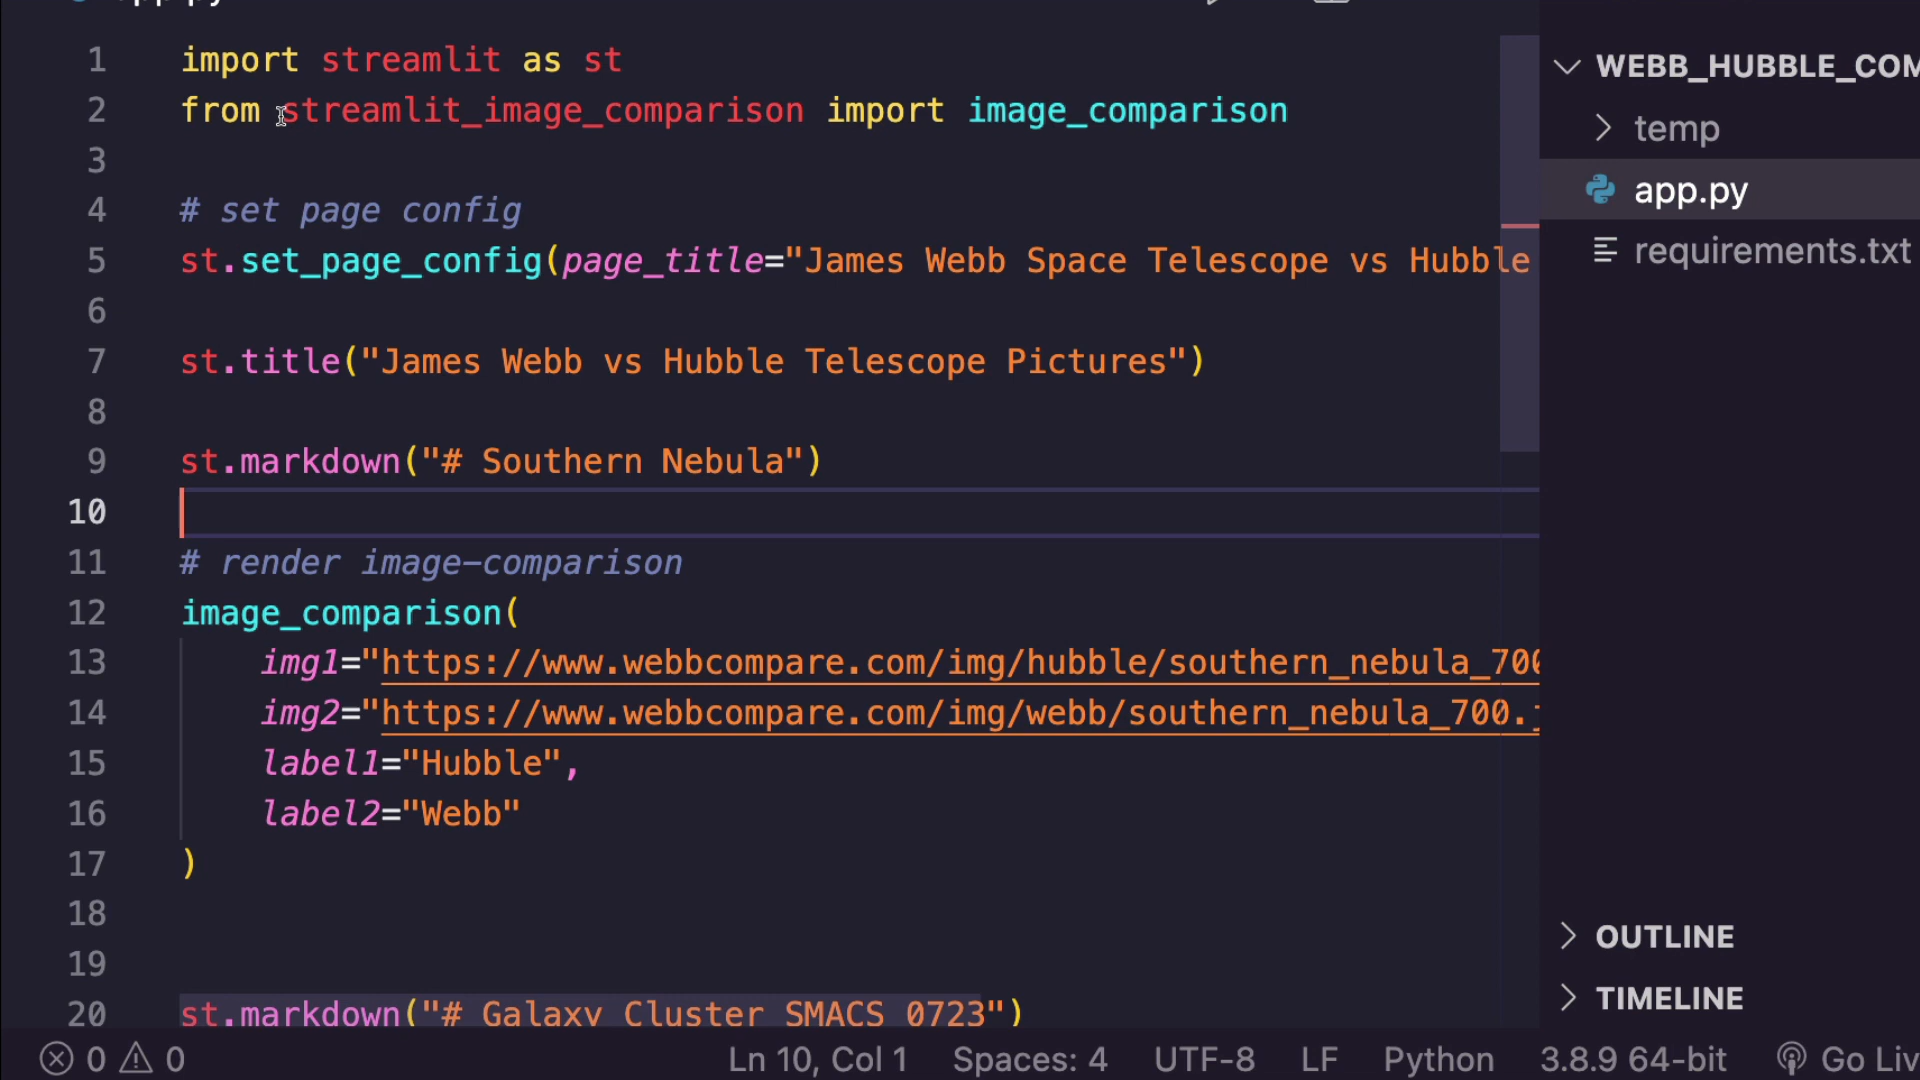 app.py
1 import streamlit as st
2 from streamlit_image_comparison import image_comparison
3
4 # set page config
5 st.set_page_config(page_title="James Webb Space Telescope vs Hubble
6
7 st.title("James Webb vs Hubble Telescope Pictures")
8
9 st.markdown("# Southern Nebula")
10
11 # render image-comparison
12 image_comparison(
13 img1="https://www.webbcompare.com/img/hubble/southern_nebula_700
14 img2="https://www.webbcompare.com/img/webb/southern_nebula_700.j
15 label1="Hubble",
16 label2="Webb"
17 )
18
19
20 st.markdown("# Galaxy Cluster SMACS 0723")
WEBB_HUBBLE_COM
temp
app.py
requirements.txt
OUTLINE
TIMELINE
0 0 Ln 10, Col 1 Spaces: 4 UTF-8 LF Python 3.8.9 64-bit Go Liv